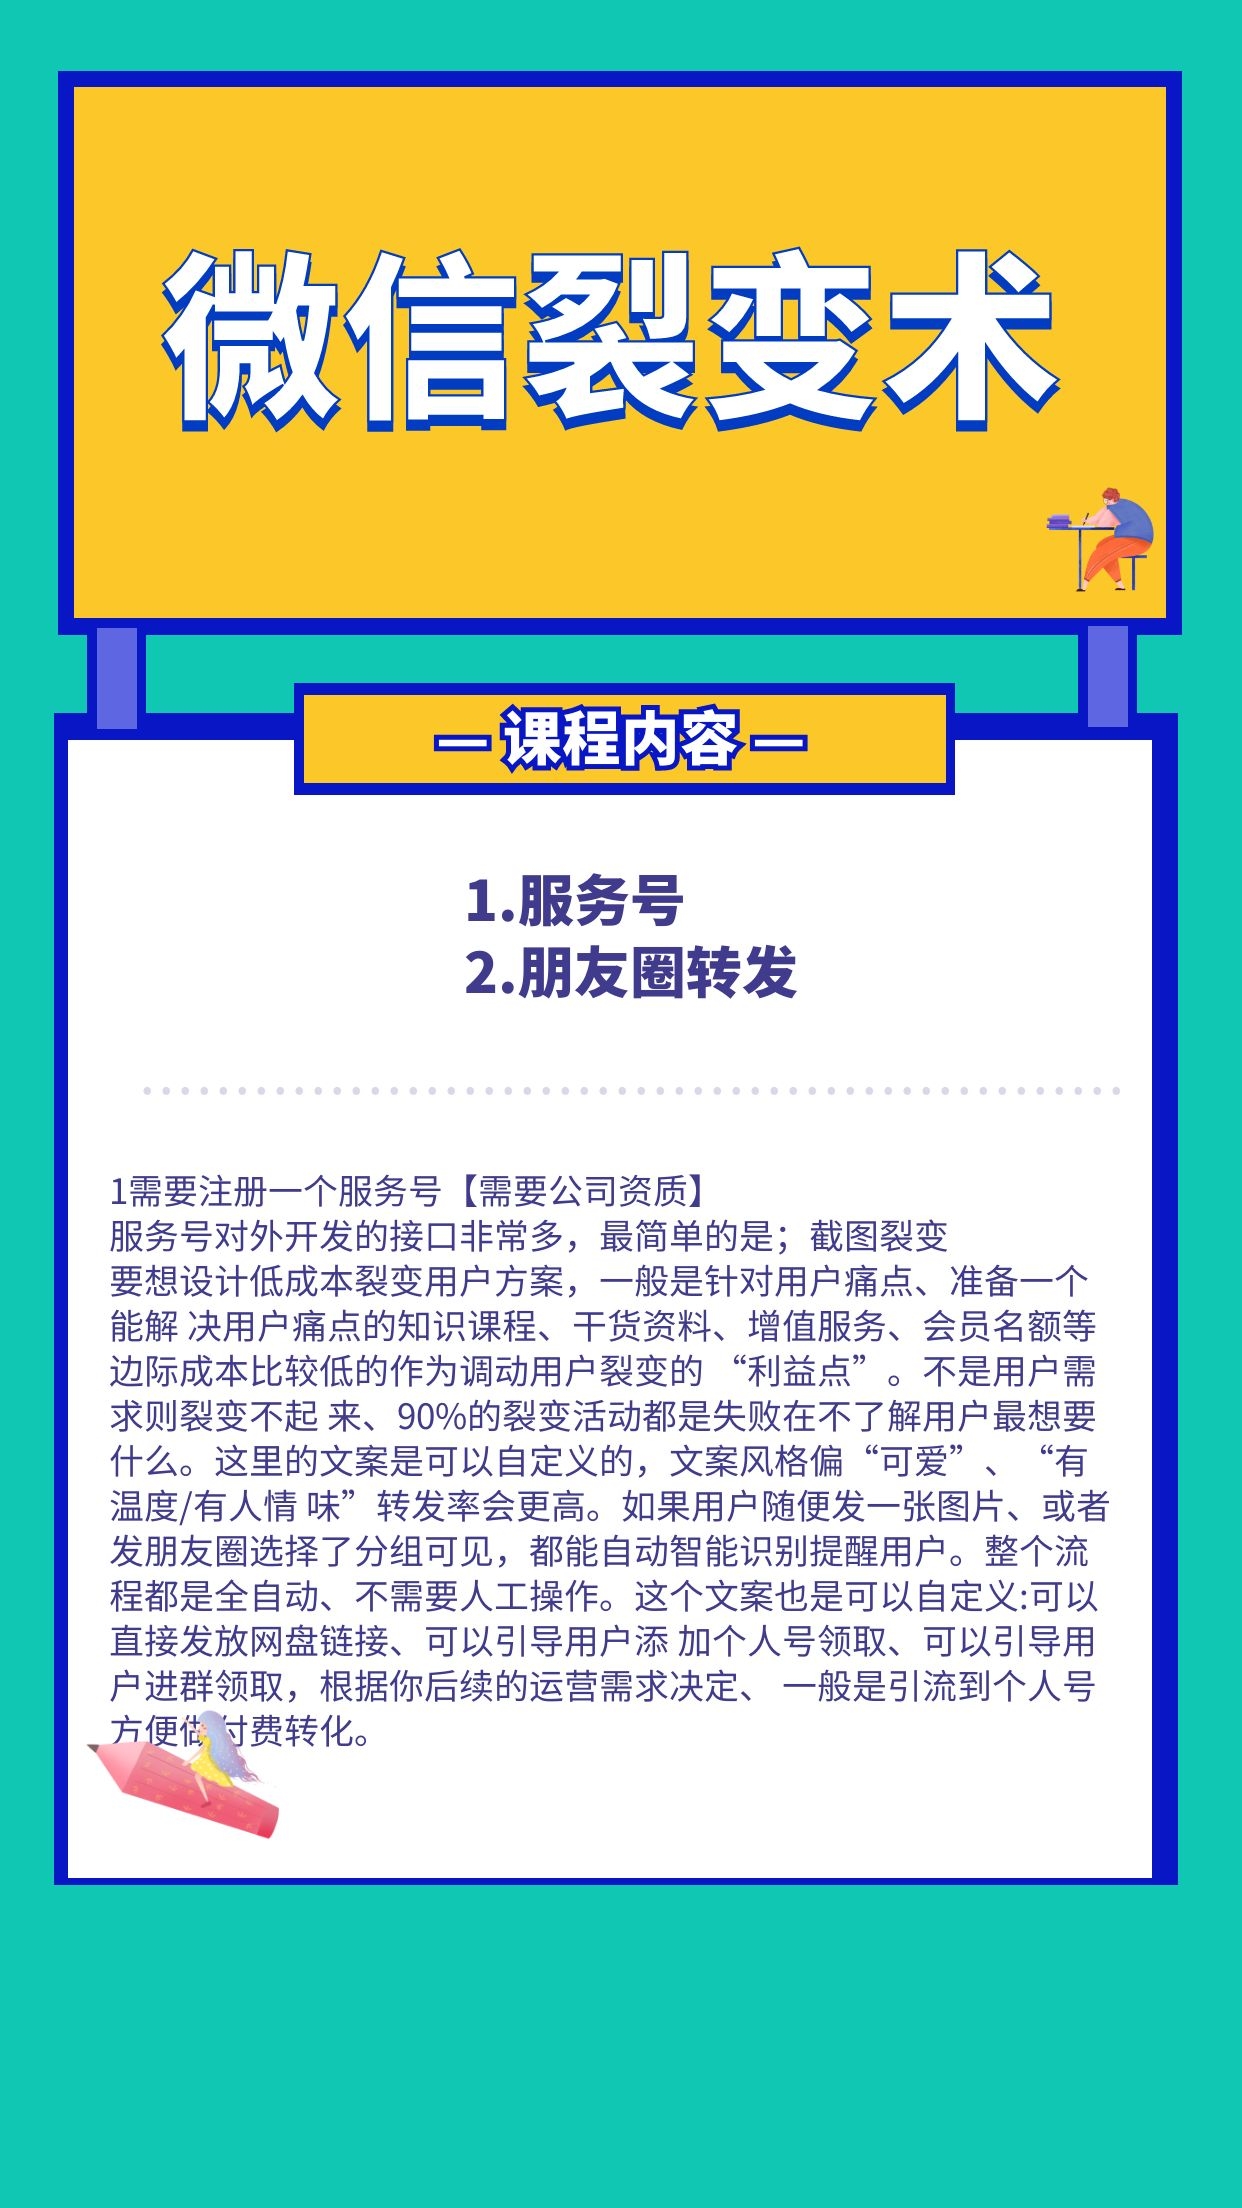 微信裂变术
— 课程内容 —
1.服务号
2.朋友圈转发
1需要注册一个服务号【需要公司资质】
服务号对外开发的接口非常多，最简单的是；截图裂变
要想设计低成本裂变用户方案，一般是针对用户痛点、准备一个
能解 决用户痛点的知识课程、干货资料、增值服务、会员名额等
边际成本比较低的作为调动用户裂变的 “利益点” 。不是用户需
求则裂变不起 来、90%的裂变活动都是失败在不了解用户最想要
什么。这里的文案是可以自定义的，文案风格偏“可爱” 、 “有
温度/有人情 味” 转发率会更高。如果用户随便发一张图片、或者
发朋友圈选择了分组可见，都能自动智能识别提醒用户。整个流
程都是全自动、不需要人工操作。这个文案也是可以自定义:可以
直接发放网盘链接、可以引导用户添 加个人号领取、可以引导用
户进群领取，根据你后续的运营需求决定、 一般是引流到个人号
方便做付费转化。